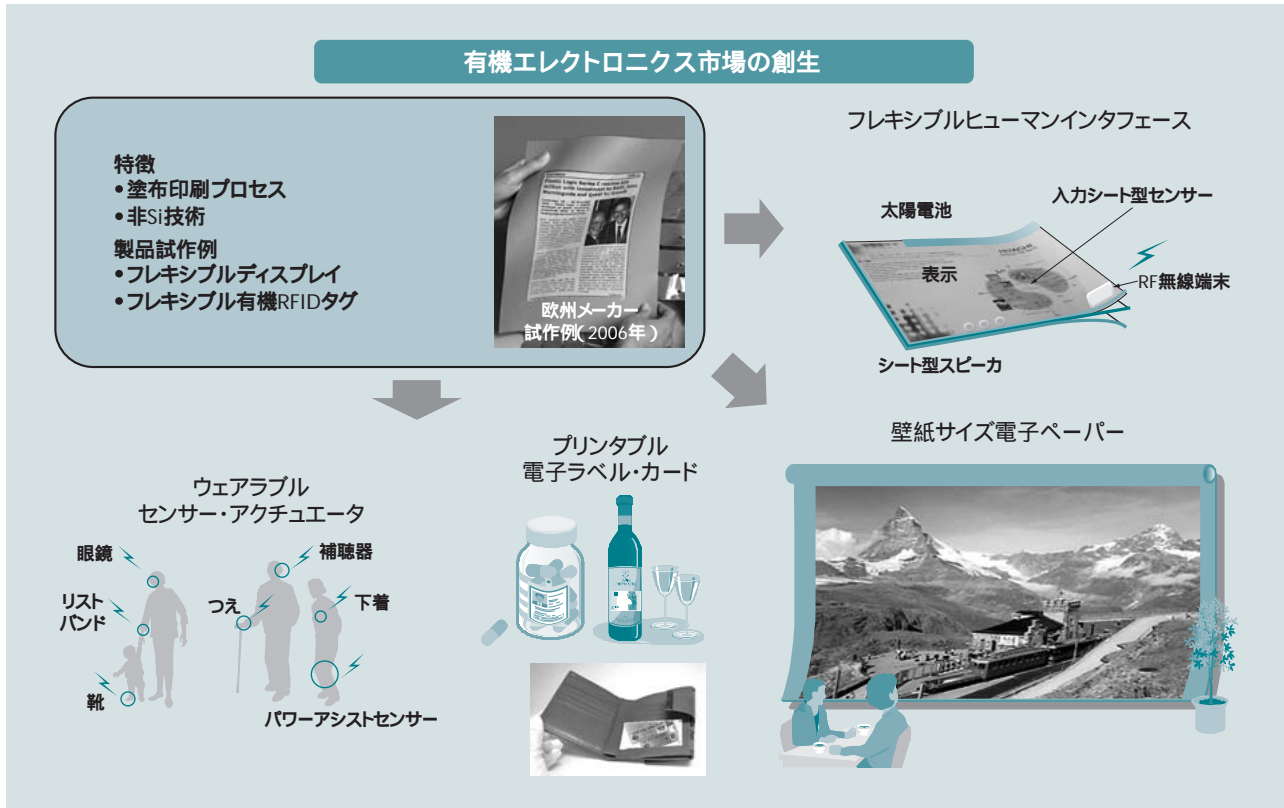 有機エレクトロニクス市場の創生
特徴
•塗布印刷プロセス
•非Si技術
製品試作例
•フレキシブルディスプレイ
•フレキシブル有機RFIDタグ
欧州メーカー
試作例(2006年)
フレキシブルヒューマンインタフェース
太陽電池
入力シート型センサー
表示
RF無線端末
シート型スピーカ
ウェアラブル
センサー・アクチュエータ
眼鏡
補聴器
リスト
バンド
つえ
下着
靴
パワーアシストセンサー
プリンタブル
電子ラベル・カード
壁紙サイズ電子ペーパー